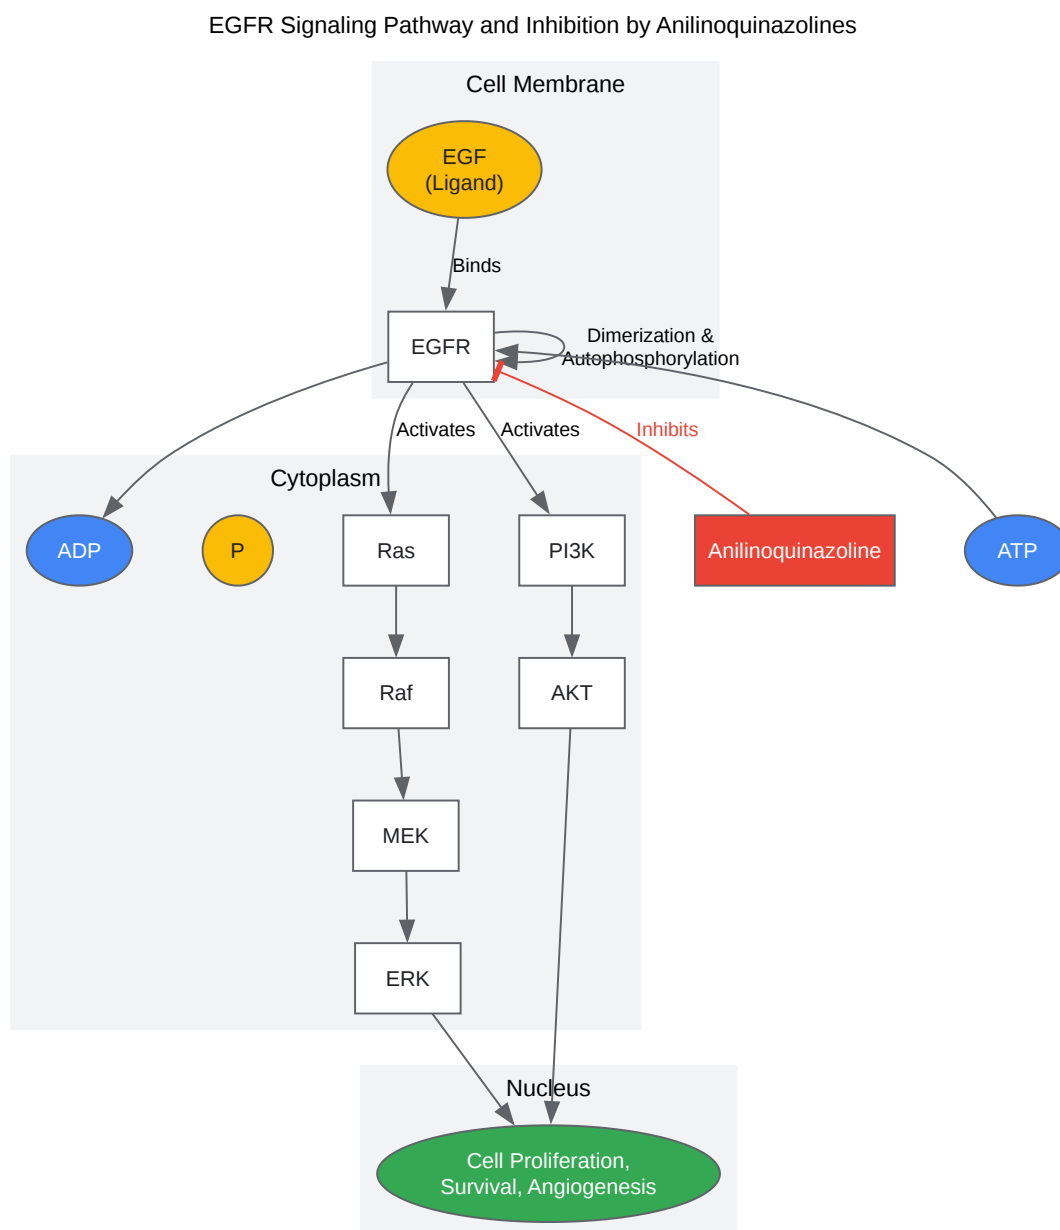 EGFR Signaling Pathway and Inhibition by Anilinoquinazolines
Cell Membrane
EGF
(Ligand)
Binds
EGFR
Dimerization &
Autophosphorylation
Activates
Activates
Inhibits
Cytoplasm
ADP
P
Ras
PI3K
Anilinoquinazoline
ATP
Raf
AKT
MEK
ERK
Nucleus
Cell Proliferation,
Survival, Angiogenesis